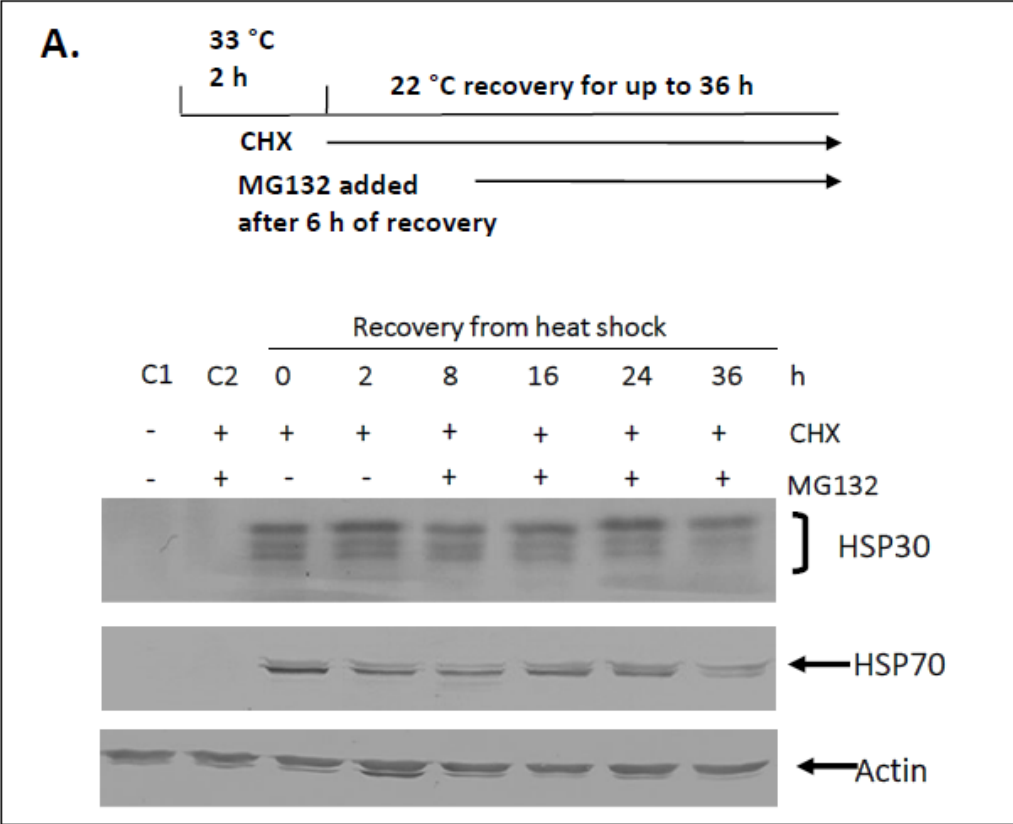 A.
33 °C
2 h
22 °C recovery for up to 36 h
CHX
MG132 added
after 6 h of recovery
Recovery from heat shock
C1 C2 0 2 8 16 24 36 h
- + + + + + + + CHX
- + - - + + + + MG132
HSP30
HSP70
Actin